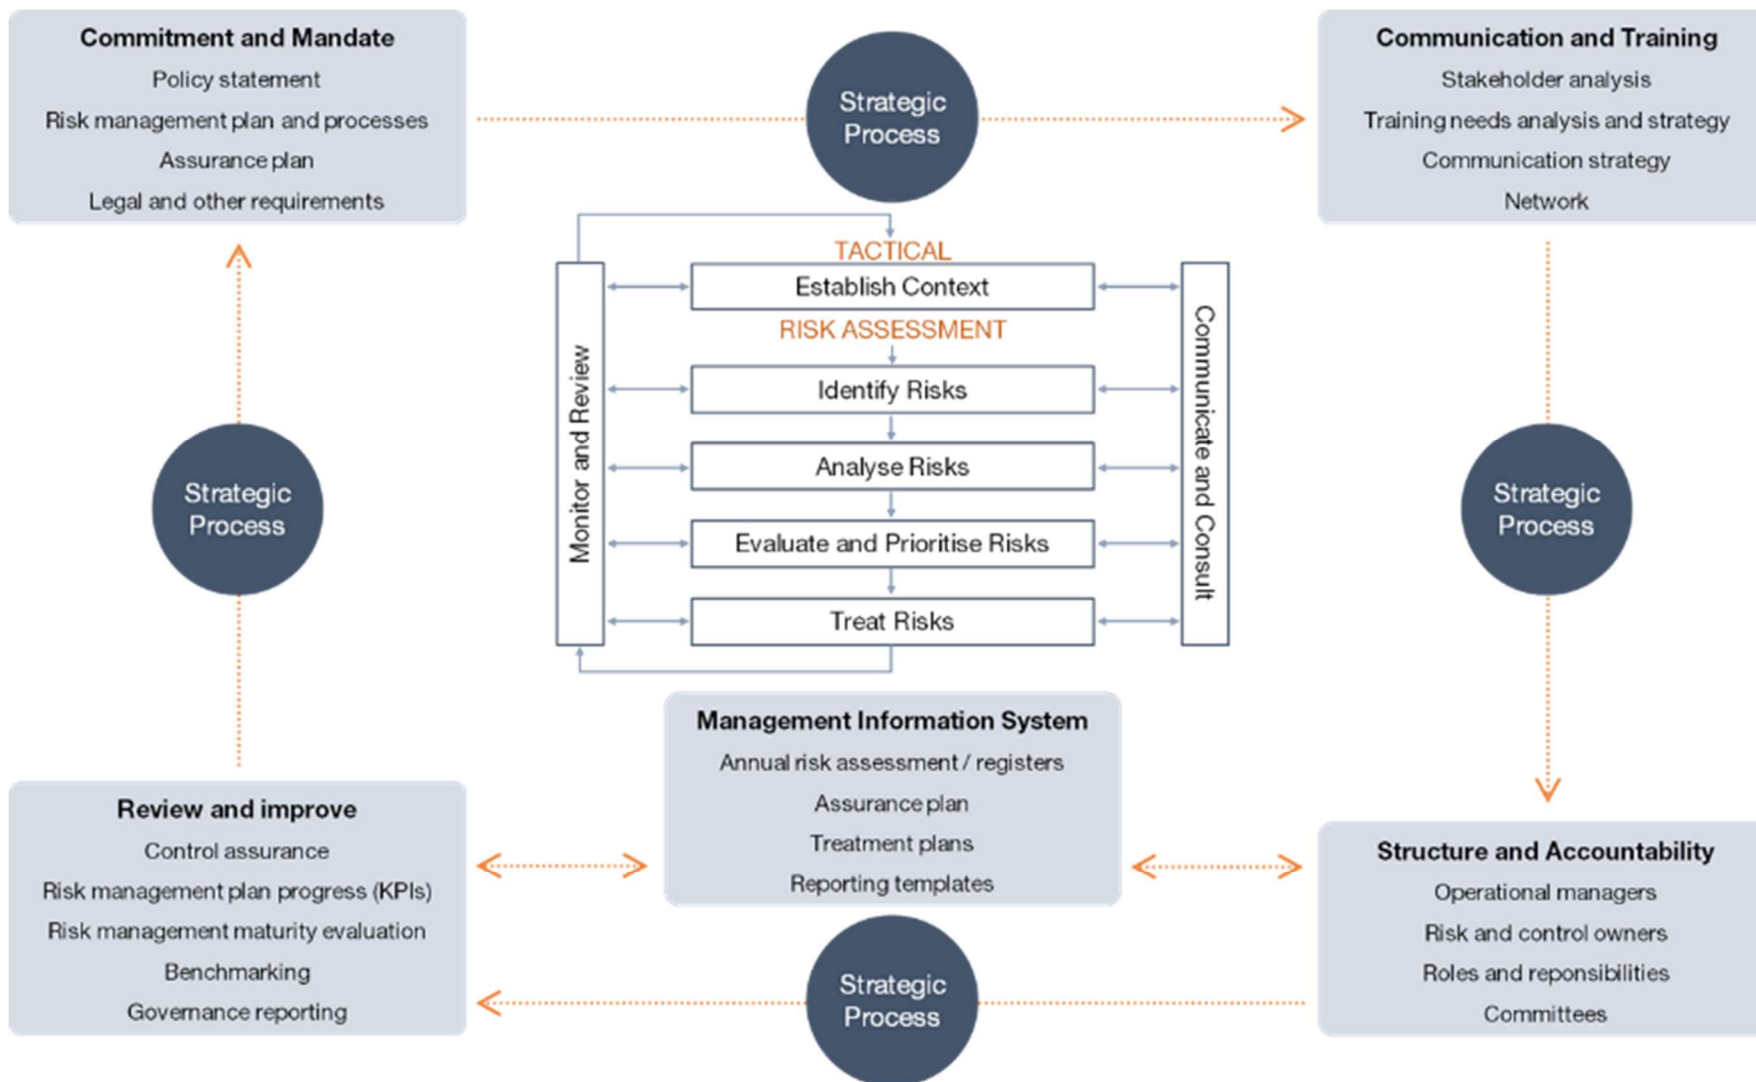 Commitment and Mandate
Policy statement
Risk management plan and processes
Assurance plan
Legal and other requirements
Strategic
Process
Communication and Training
Stakeholder analysis
Training needs analysis and strategy
Communication strategy
Network
TACTICAL
Establish Context
RISK ASSESSMENT
Identify Risks
Analyse Risks
Evaluate and Prioritise Risks
Treat Risks
Monitor and Review
Communicate and Consult
Strategic
Process
Strategic
Process
Management Information System
Annual risk assessment / registers
Assurance plan
Treatment plans
Reporting templates
Review and improve
Control assurance
Risk management plan progress (KPIs)
Risk management maturity evaluation
Benchmarking
Governance reporting
Strategic
Process
Structure and Accountability
Operational managers
Risk and control owners
Roles and reponsibilities
Committees